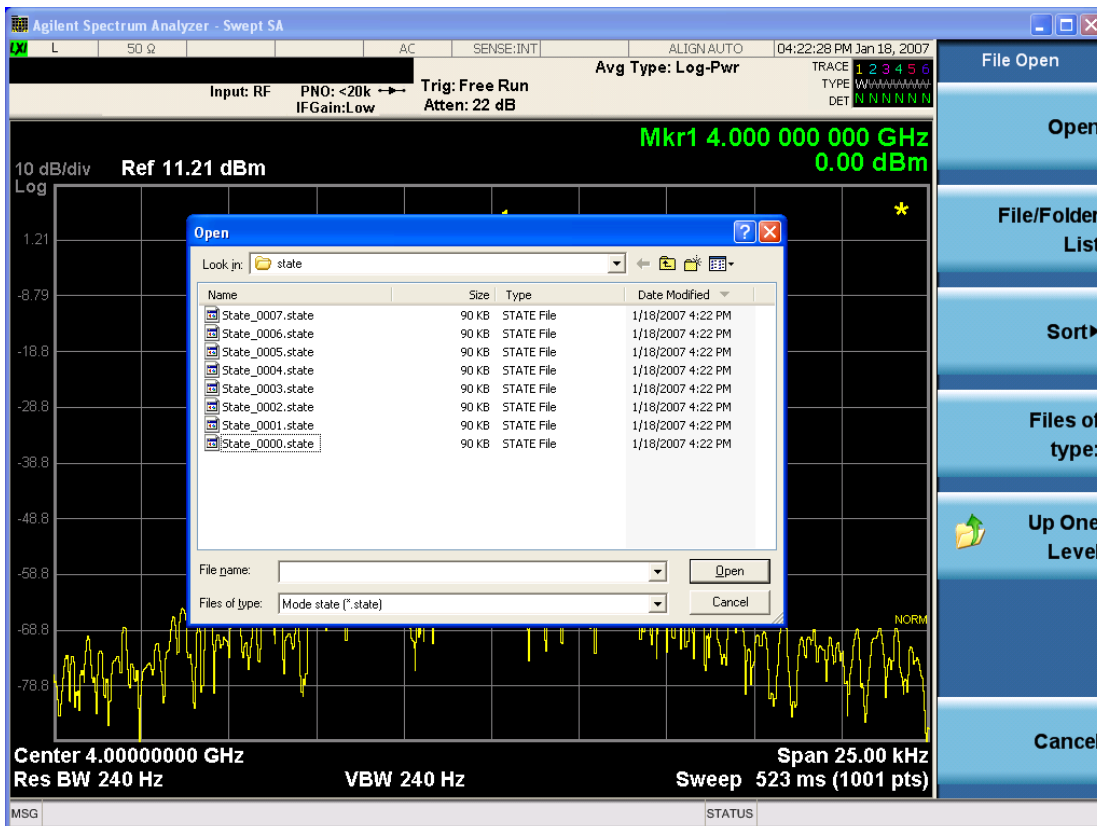 Agilent Spectrum Analyzer - Swept SA
LXI L 50 Ω AC SENSE:INT ALIGN AUTO 04:22:28 PM Jan 18, 2007
Input: RF PNO: <20k Trig: Free Run Avg Type: Log-Pwr TRACE 1 2 3 4 5 6
IFGain:Low Atten: 22 dB TYPE WWWWWW
DET N N N N N N
File Open
Mkr1 4.000 000 000 GHz
0.00 dBm
10 dB/div Ref 11.21 dBm
Log
1.21
-8.79
-18.8
-28.8
-38.8
-48.8
-58.8
-68.8
-78.8
*
Open
Look in: state
Name Size Type Date Modified
State_0007.state 90 KB STATE File 1/18/2007 4:22 PM
State_0006.state 90 KB STATE File 1/18/2007 4:22 PM
State_0005.state 90 KB STATE File 1/18/2007 4:22 PM
State_0004.state 90 KB STATE File 1/18/2007 4:22 PM
State_0003.state 90 KB STATE File 1/18/2007 4:22 PM
State_0002.state 90 KB STATE File 1/18/2007 4:22 PM
State_0001.state 90 KB STATE File 1/18/2007 4:22 PM
State_0000.state 90 KB STATE File 1/18/2007 4:22 PM
File name: Open
Files of type: Mode state (*.state) Cancel
NORM
Center 4.00000000 GHz Span 25.00 kHz
Res BW 240 Hz VBW 240 Hz Sweep 523 ms (1001 pts)
MSG STATUS
Open
File/Folder
List
Sort
Files of
type:
Up One
Level
Cancel